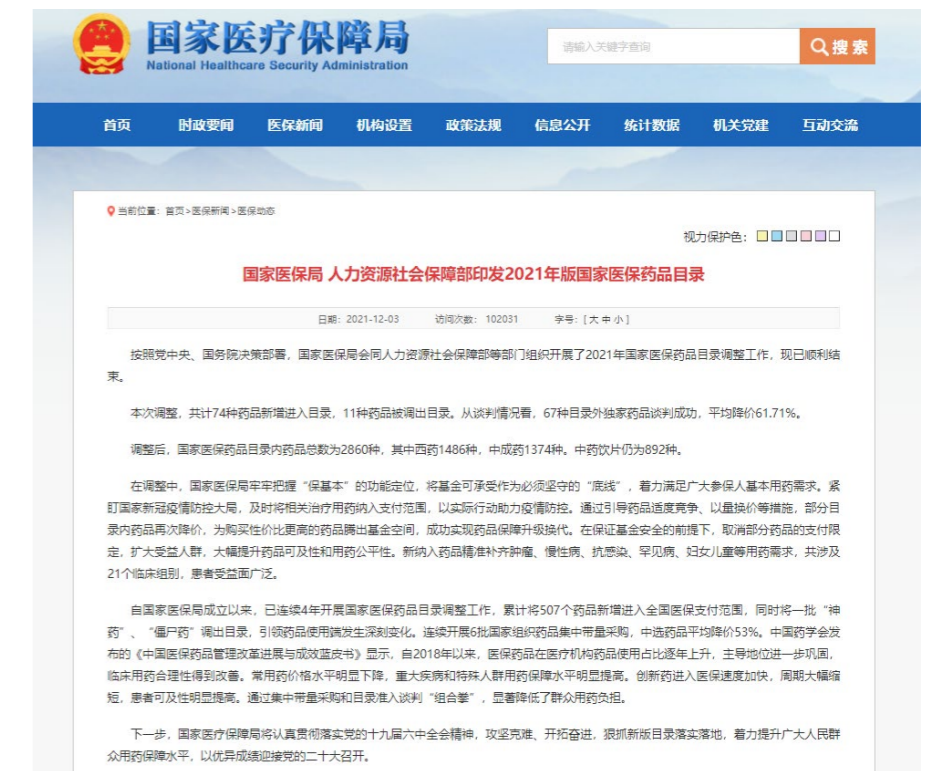 国家医疗保障局
National Healthcare Security Administration
请输入关键字查询
搜索
首页 时政要闻 医保新闻 机构设置 政策法规 信息公开 统计数据 机关党建 互动交流
当前位置：首页>医保新闻>医保动态
视力保护色：
国家医保局 人力资源社会保障部印发2021年版国家医保药品目录
日期：2021-12-03 访问次数：102031 字号：[大 中 小]
按照党中央、国务院决策部署，国家医保局会同人力资源社会保障部等部门组织开展了2021年国家医保药品目录调整工作，现已顺利结
束。
本次调整，共计74种药品新增进入目录，11种药品被调出目录。从谈判情况看，67种目录外独家药品谈判成功，平均降价61.71%。
调整后，国家医保药品目录内药品总数为2860种，其中西药1486种，中成药1374种。中药饮片仍为892种。
在调整中，国家医保局牢牢把握“保基本”的功能定位，将基金可承受作为必须坚守的“底线”，着力满足广大参保人基本用药需求。紧
盯国家新冠疫情防控大局，及时将相关治疗用药纳入支付范围，以实际行动助力疫情防控。通过引导药品适度竞争、以量换价等措施，部分目
录内药品再次降价，为购买性价比更高的药品腾出基金空间，成功实现药品保障升级换代。在保证基金安全的前提下，取消部分药品的支付限
定，扩大受益人群，大幅提升药品可及性和用药公平性。新纳入药品精准补齐肿瘤、慢性病、抗感染、罕见病、妇女儿童等用药需求，共涉及
21个临床组别，患者受益面广泛。
自国家医保局成立以来，已连续4年开展国家医保药品目录调整工作，累计将507个药品新增进入全国医保支付范围，同时将一批“神
药”、“僵尸药”调出目录，引领药品使用端发生深刻变化。连续开展6批国家组织药品集中带量采购，中选药品平均降价53%。中国药学会发
布的《中国医保药品管理改革进展与成效蓝皮书》显示，自2018年以来，医保药品在医疗机构药品使用占比逐年上升，主导地位进一步巩固，
临床用药合理性得到改善。常用药价格水平明显下降，重大疾病和特殊人群用药保障水平明显提高。创新药进入医保速度加快，周期大幅缩
短，患者可及性明显提高。通过集中带量采购和目录准入谈判“组合拳”，显著降低了群众用药负担。
下一步，国家医疗保障局将认真贯彻落实党的十九届六中全会精神，攻坚克难、开拓奋进，狠抓新版目录落实落地，着力提升广大人民群
众用药保障水平，以优异成绩迎接党的二十大召开。